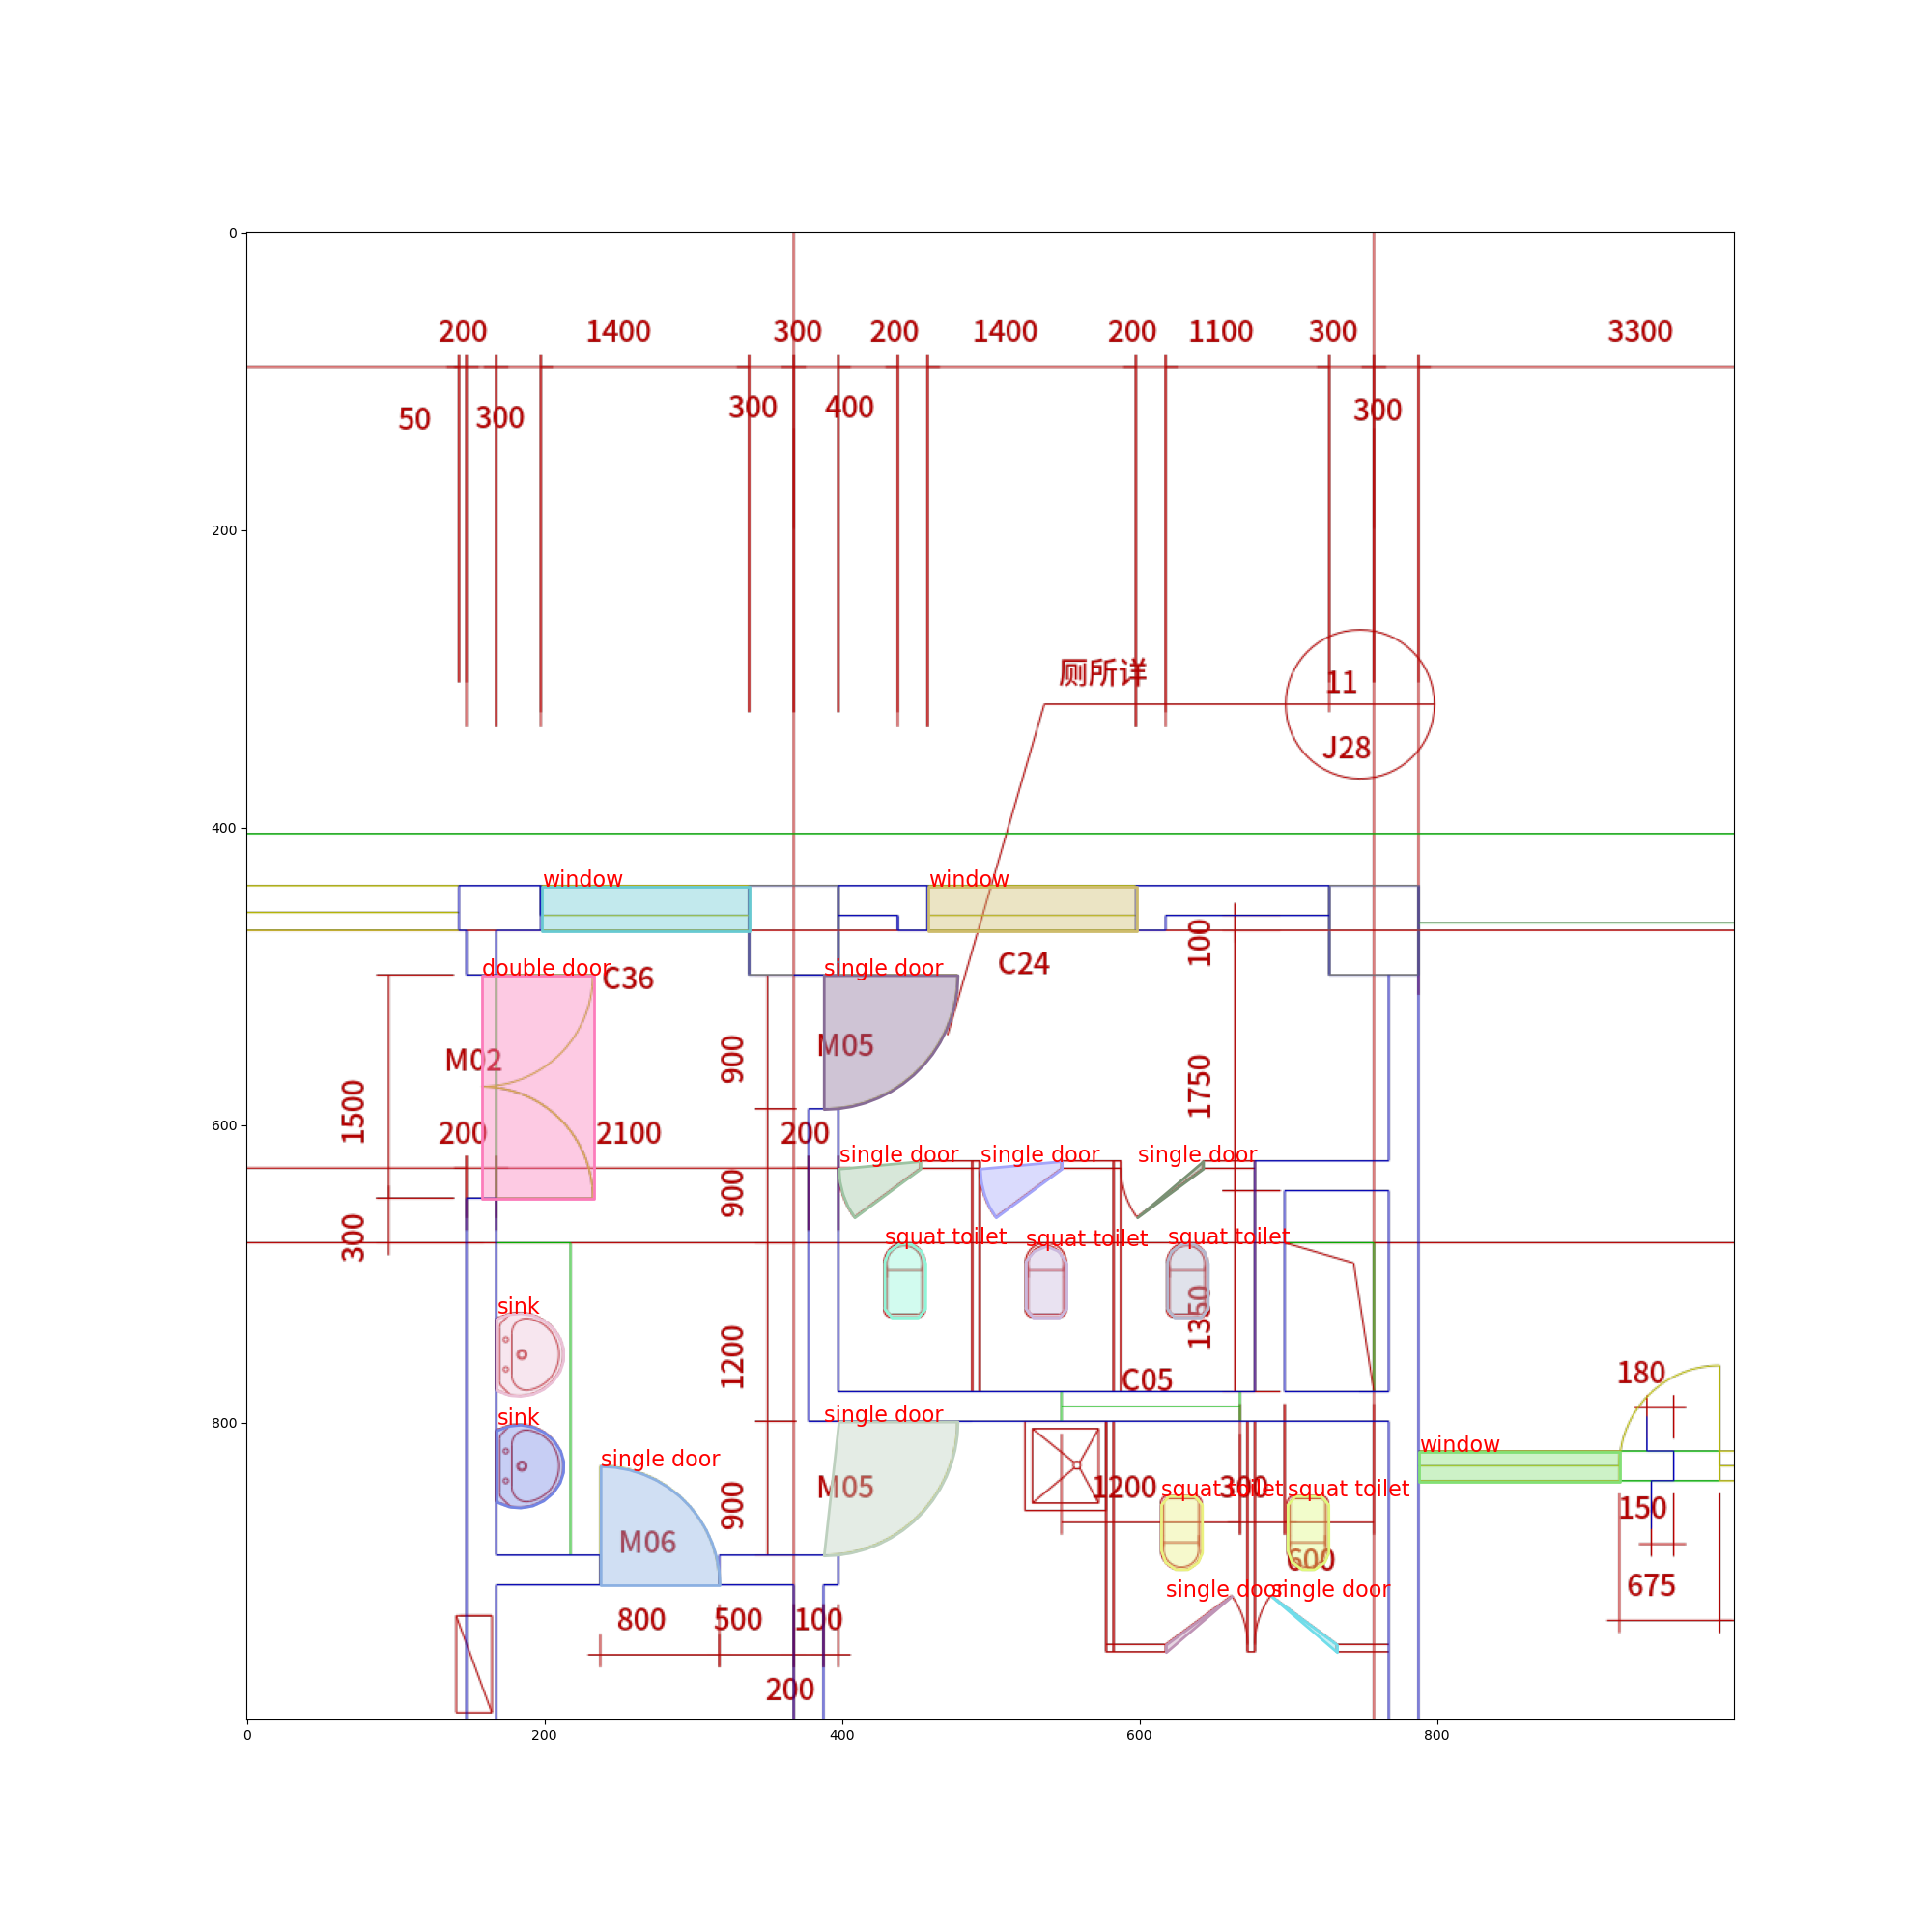 0
200 1400 300 200 1400 200 1100 300 3300
50 300 300 400 300
200
厕所详
11
J28
400
window window
double door C36 single door C24 100
M02 900 M05 1750
1500
600 200 2100 200
single door single door single door
300 900
squat toilet squat toilet squat toilet
1350
sink 1200 C05 180
800 sink single door window
single door 900 M05 1200 300 squat toilet squat toilet
150
M06 600
single door single door 675
800 500 100
200
0 200 400 600 800